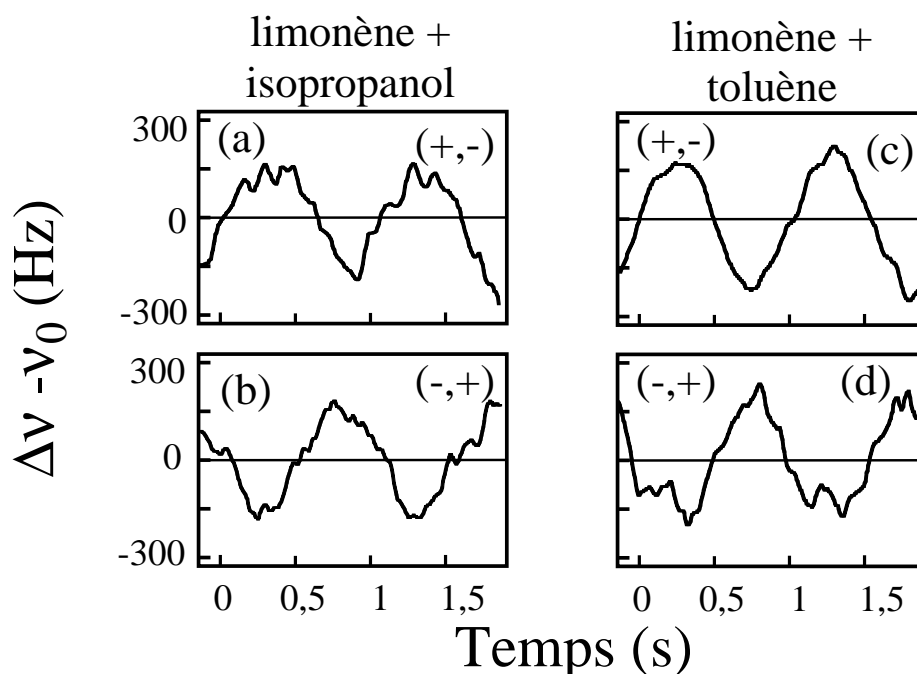 limonène +
isopropanol
limonène +
toluène
Δν -ν0 (Hz)
300
0
-300
(a)
(+,-)
(+,-)
(c)
300
0
-300
(b)
(-,+)
(-,+)
(d)
0 0,5 1 1,5
0 0,5 1 1,5
Temps (s)